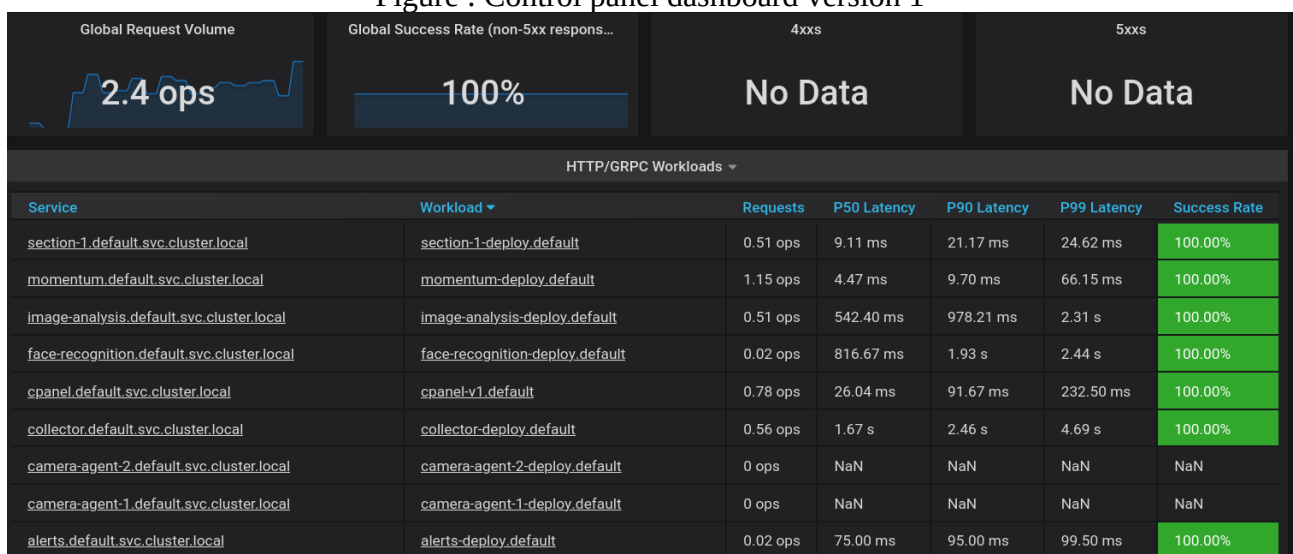 Figure : Control panel dashboard version 1
Global Request Volume Global Success Rate (non-5xx respons... 4xxs 5xxs
2.4 ops 100% No Data No Data
HTTP/GRPC Workloads
Service Workload Requests P50 Latency P90 Latency P99 Latency Success Rate
section-1.default.svc.cluster.local section-1-deploy.default 0.51 ops 9.11 ms 21.17 ms 24.62 ms 100.00%
momentum.default.svc.cluster.local momentum-deploy.default 1.15 ops 4.47 ms 9.70 ms 66.15 ms 100.00%
image-analysis.default.svc.cluster.local image-analysis-deploy.default 0.51 ops 542.40 ms 978.21 ms 2.31 s 100.00%
face-recognition.default.svc.cluster.local face-recognition-deploy.default 0.02 ops 816.67 ms 1.93 s 2.44 s 100.00%
cpanel.default.svc.cluster.local cpanel-v1.default 0.78 ops 26.04 ms 91.67 ms 232.50 ms 100.00%
collector.default.svc.cluster.local collector-deploy.default 0.56 ops 1.67 s 2.46 s 4.69 s 100.00%
camera-agent-2.default.svc.cluster.local camera-agent-2-deploy.default 0 ops NaN NaN NaN NaN
camera-agent-1.default.svc.cluster.local camera-agent-1-deploy.default 0 ops NaN NaN NaN NaN
alerts.default.svc.cluster.local alerts-deploy.default 0.02 ops 75.00 ms 95.00 ms 99.50 ms 100.00%